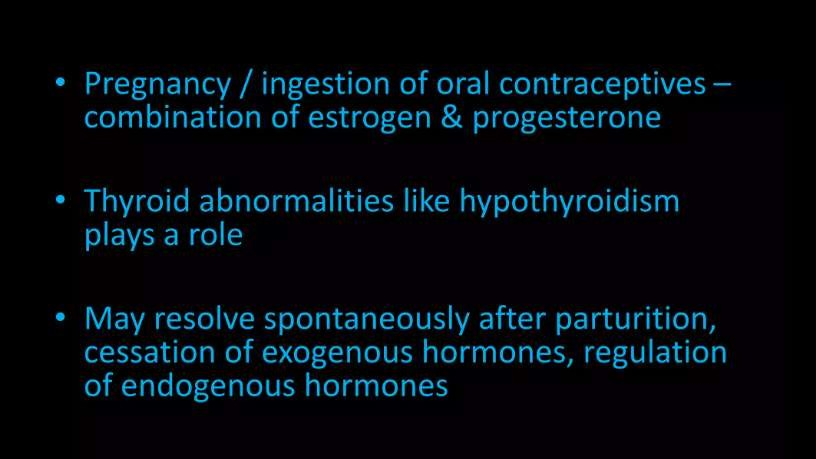 • Pregnancy / ingestion of oral contraceptives –
combination of estrogen & progesterone
• Thyroid abnormalities like hypothyroidism
plays a role
• May resolve spontaneously after parturition,
cessation of exogenous hormones, regulation
of endogenous hormones